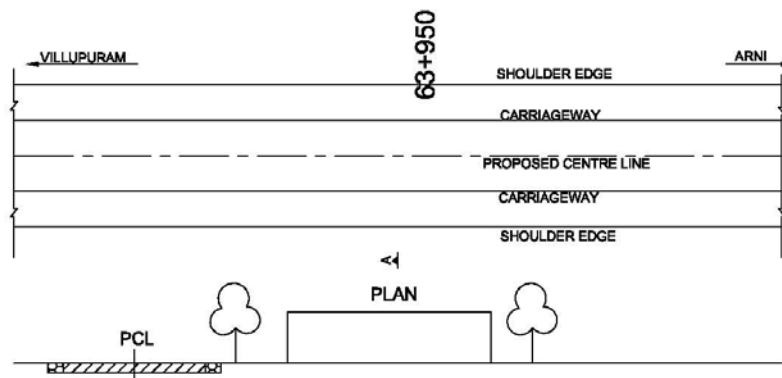 VILLUPURAM
63+950
ARNI
SHOULDER EDGE
CARRIAGEWAY
PROPOSED CENTRE LINE
CARRIAGEWAY
SHOULDER EDGE
A
PLAN
PCL